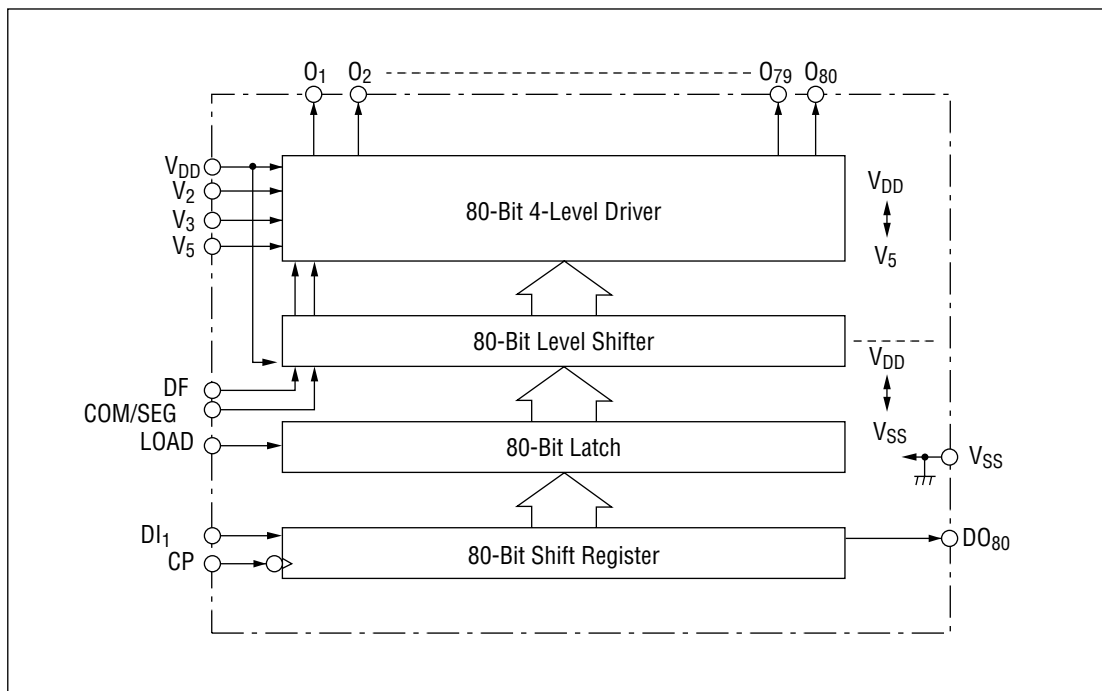 O1 O2 O79 O80
VDD
V2
V3
V5
80-Bit 4-Level Driver
VDD
V5
80-Bit Level Shifter
VDD
DF
COM/SEG
LOAD
80-Bit Latch
VSS
VSS
DI1
CP
80-Bit Shift Register
DO80